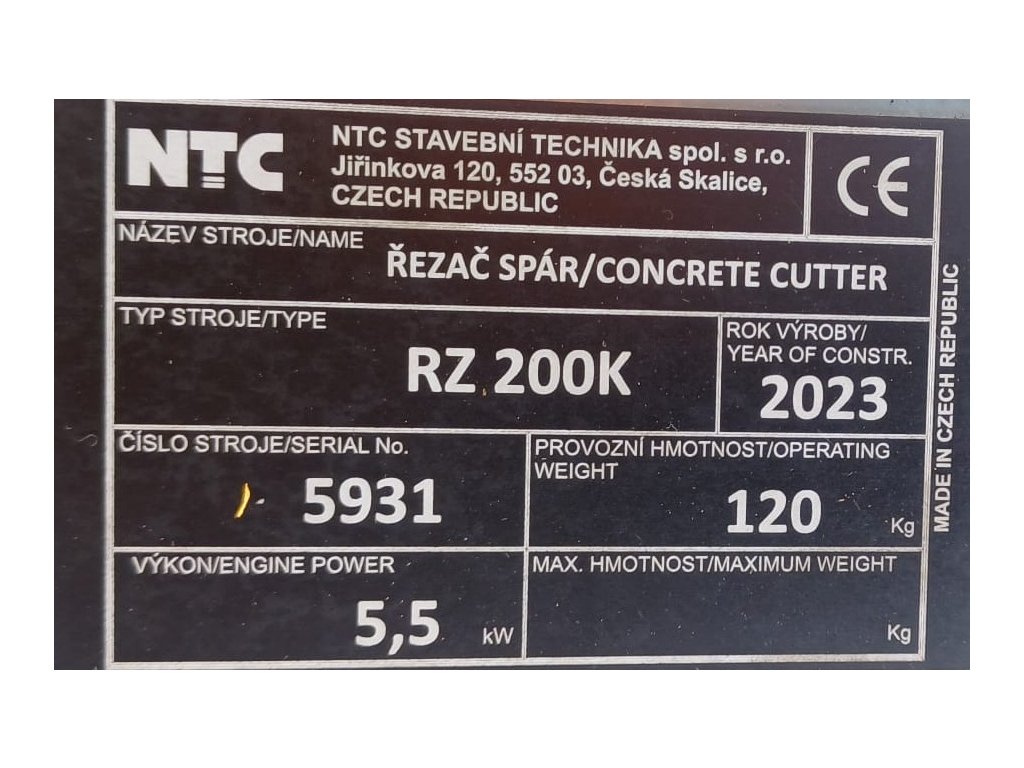 NTC
NTC STAVEBNÍ TECHNIKA spol. s r.o.
Jiřinkova 120, 552 03, Česká Skalice,
CZECH REPUBLIC
CE
NÁZEV STROJE/NAME
ŘEZAČ SPÁR/CONCRETE CUTTER
TYP STROJE/TYPE
RZ 200K
ROK VÝROBY/
YEAR OF CONSTR.
2023
ČÍSLO STROJE/SERIAL No.
5931
PROVOZNÍ HMOTNOST/OPERATING
WEIGHT
120 Kg
VÝKON/ENGINE POWER
5,5 kW
MAX. HMOTNOST/MAXIMUM WEIGHT
Kg
MADE IN CZECH REPUBLIC